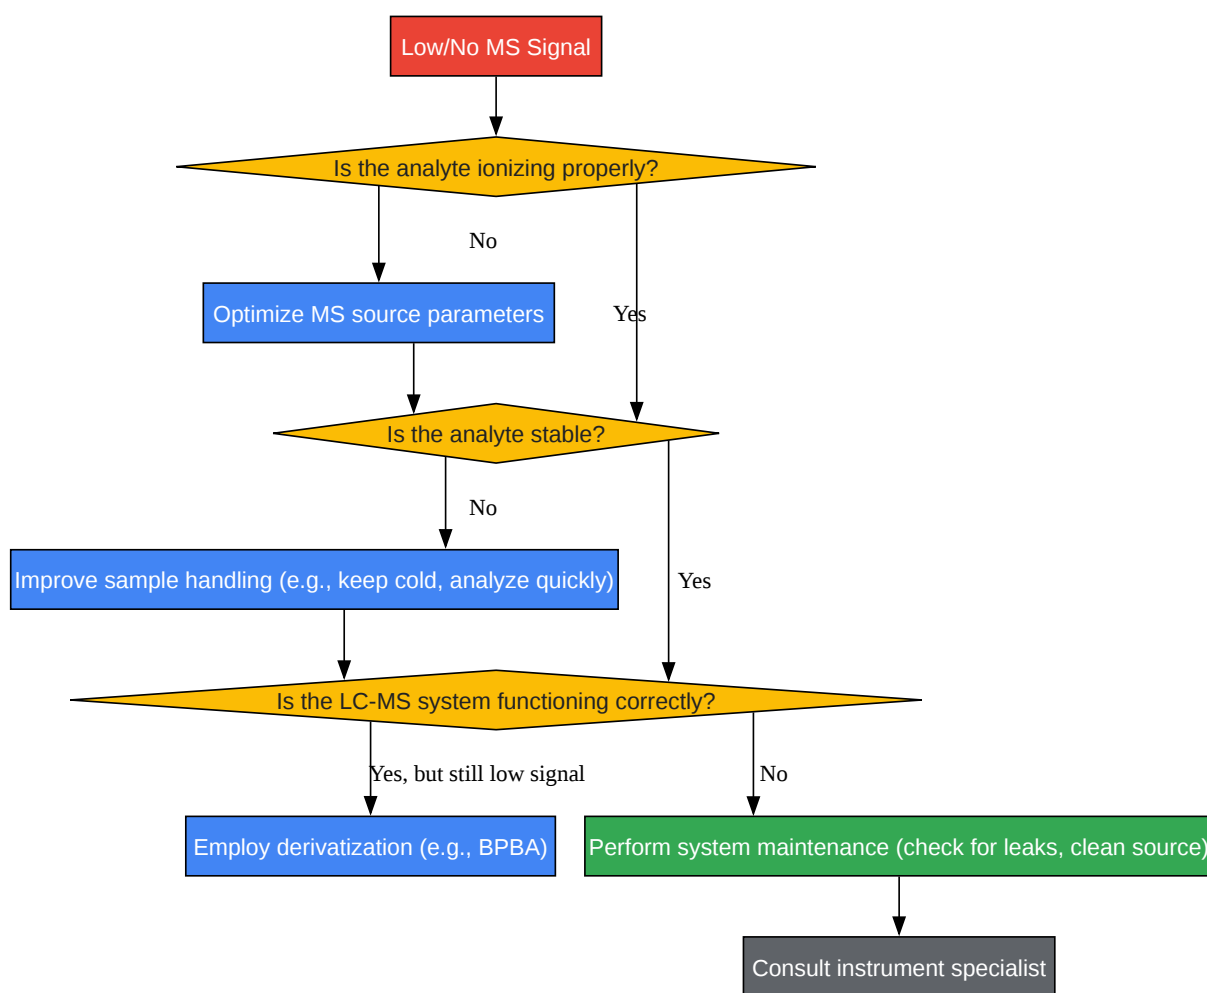 Low/No MS Signal
Is the analyte ionizing properly?
No
Optimize MS source parameters
Yes
Is the analyte stable?
No
Improve sample handling (e.g., keep cold, analyze quickly)
Yes
Is the LC-MS system functioning correctly?
Yes, but still low signal
No
Employ derivatization (e.g., BPBA)
Perform system maintenance (check for leaks, clean source)
Consult instrument specialist